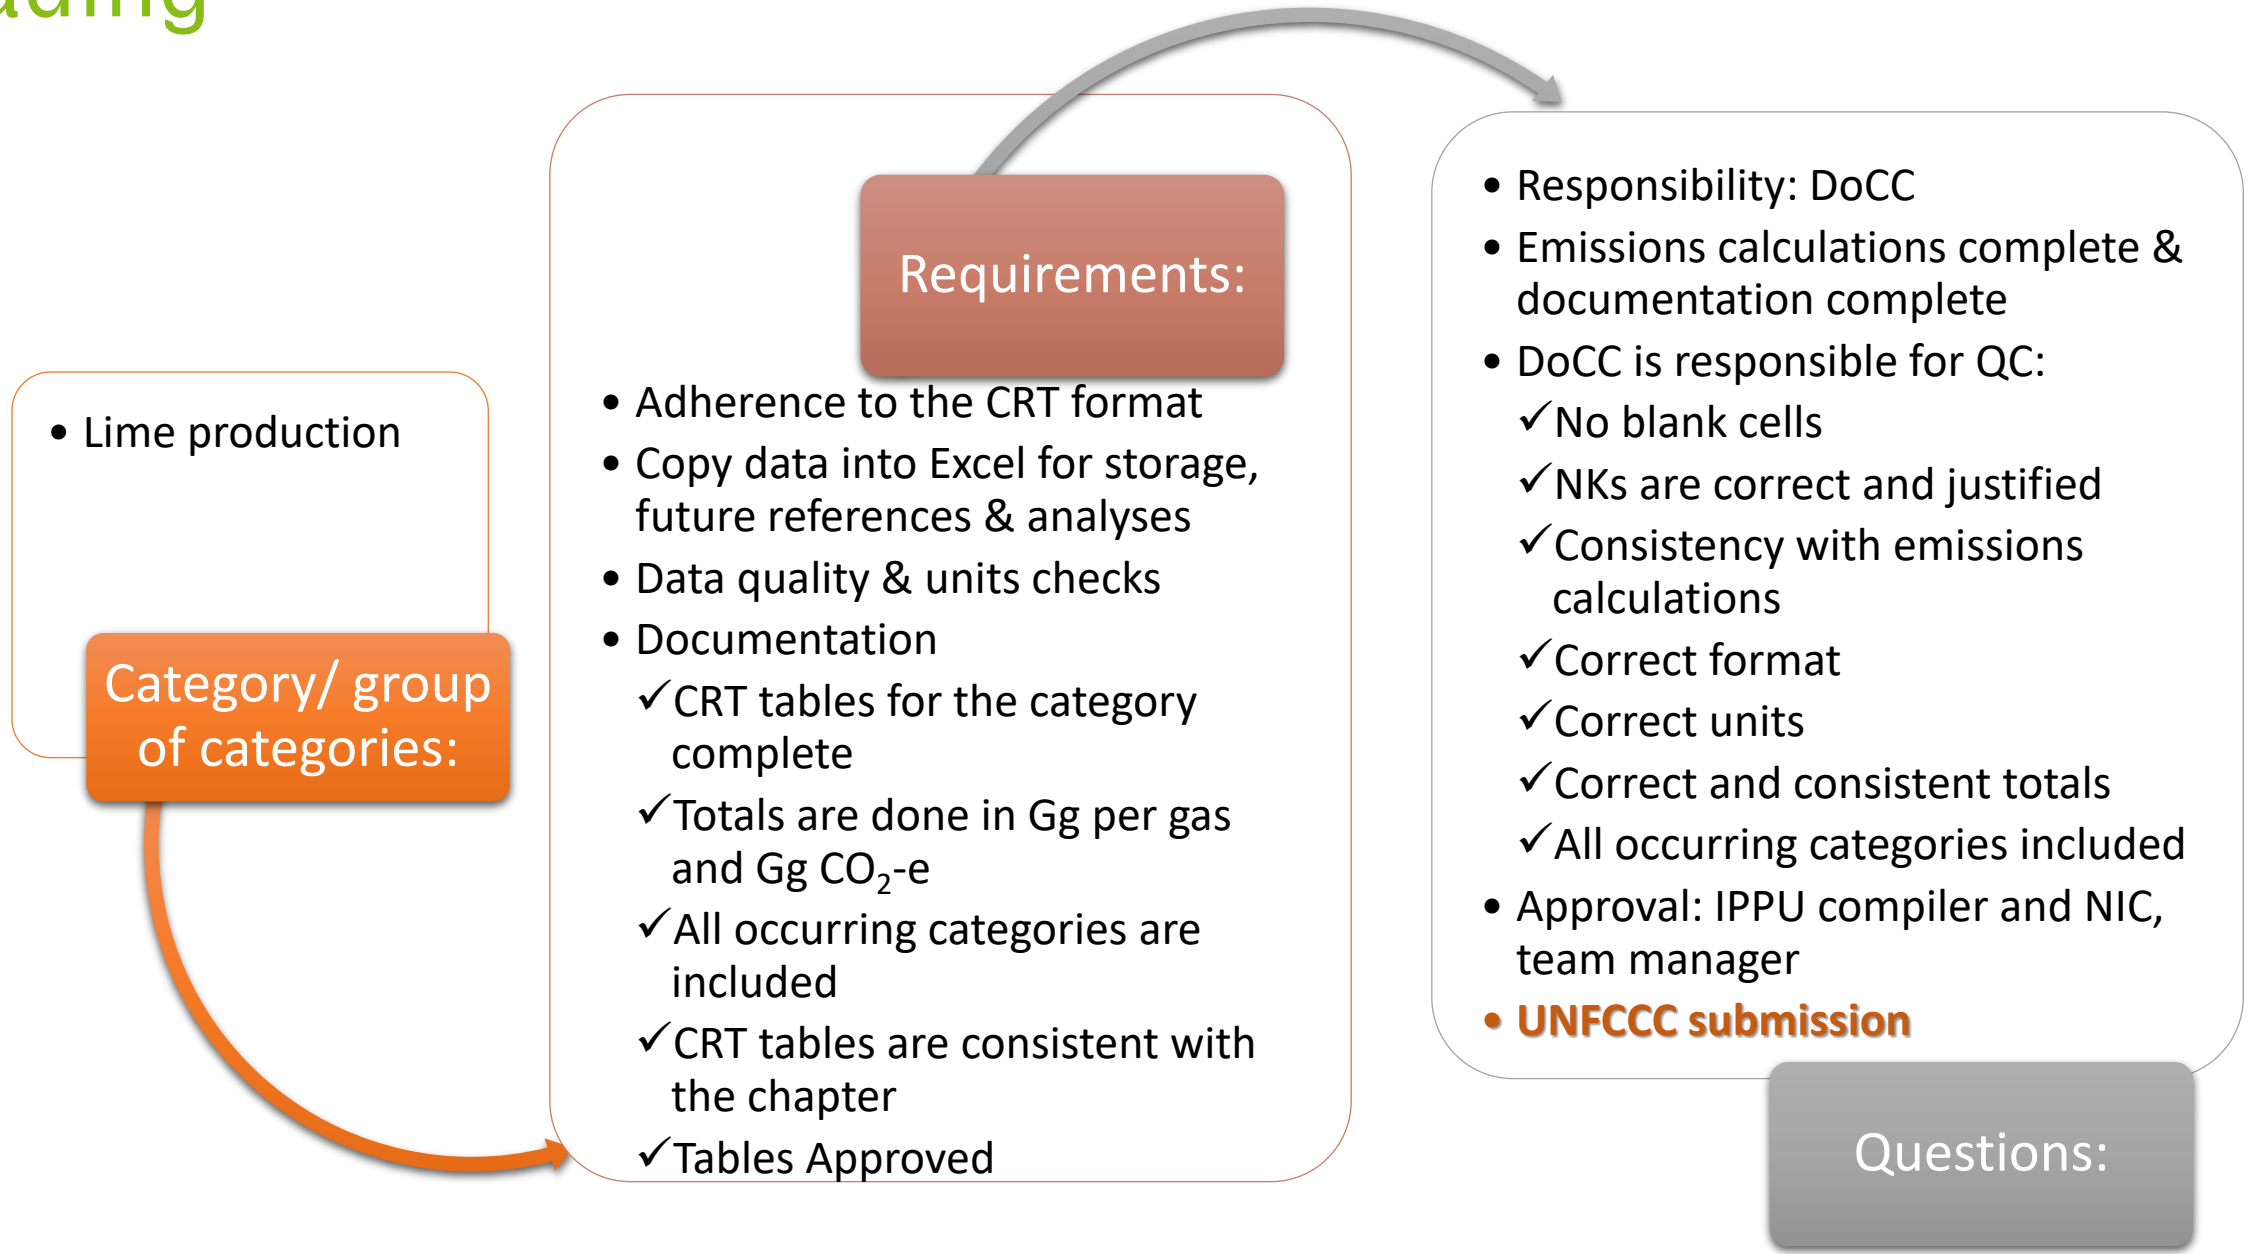 • Lime production
Category/ group
of categories:
Requirements:
• Adherence to the CRT format
• Copy data into Excel for storage,
future references & analyses
• Data quality & units checks
• Documentation
✓CRT tables for the category
complete
✓Totals are done in Gg per gas
and Gg CO₂-e
✓All occurring categories are
included
✓CRT tables are consistent with
the chapter
✓Tables Approved
• Responsibility: DoCC
• Emissions calculations complete &
documentation complete
• DoCC is responsible for QC:
✓No blank cells
✓NKs are correct and justified
✓Consistency with emissions
calculations
✓Correct format
✓Correct units
✓Correct and consistent totals
✓All occurring categories included
• Approval: IPPU compiler and NIC,
team manager
• UNFCCC submission
Questions: